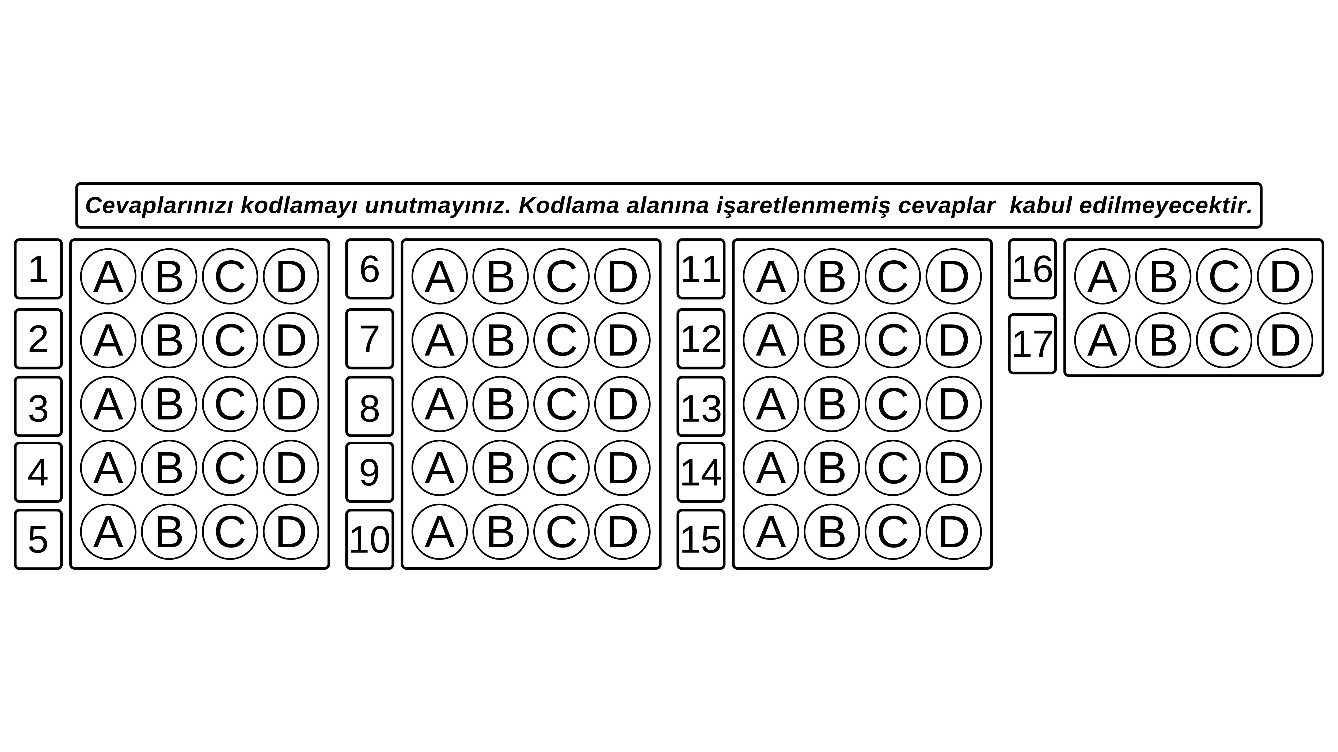 Cevaplarınızı kodlamayı unutmayınız. Kodlama alanına işaretlenmemiş cevaplar  kabul edilmeyecektir.
1 A B C D 6 A B C D 11 A B C D 16 A B C D
2 A B C D 7 A B C D 12 A B C D 17 A B C D
3 A B C D 8 A B C D 13 A B C D
4 A B C D 9 A B C D 14 A B C D
5 A B C D 10 A B C D 15 A B C D